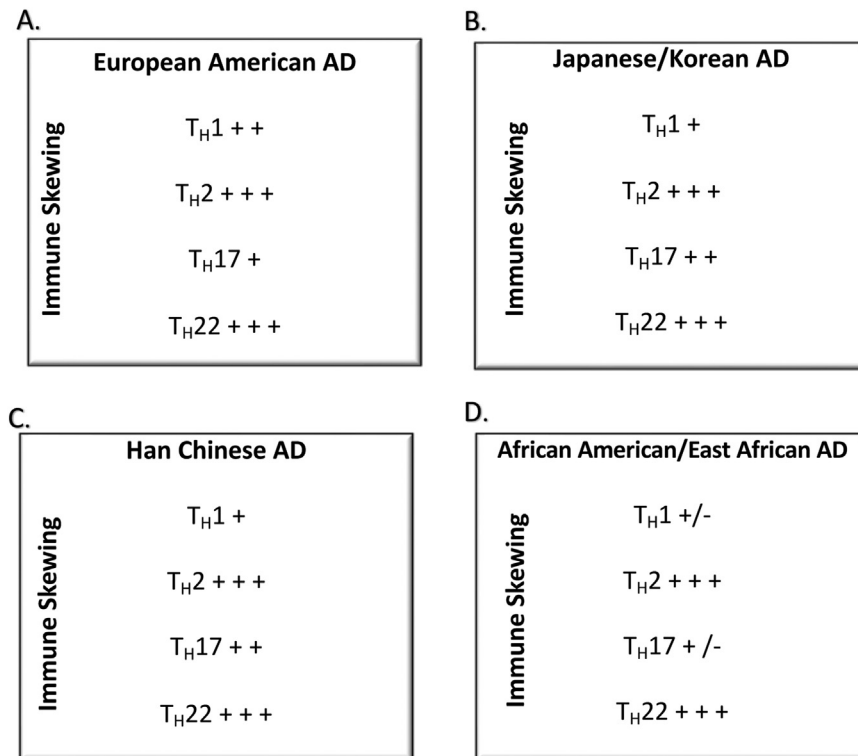 A.
European American AD
Immune Skewing
TH1 + +
TH2 + + +
TH17 +
TH22 + + +
B.
Japanese/Korean AD
Immune Skewing
TH1 +
TH2 + + +
TH17 + +
TH22 + + +
C.
Han Chinese AD
Immune Skewing
TH1 +
TH2 + + +
TH17 + +
TH22 + + +
D.
African American/East African AD
Immune Skewing
TH1 +/-
TH2 + + +
TH17 + /-
TH22 + + +